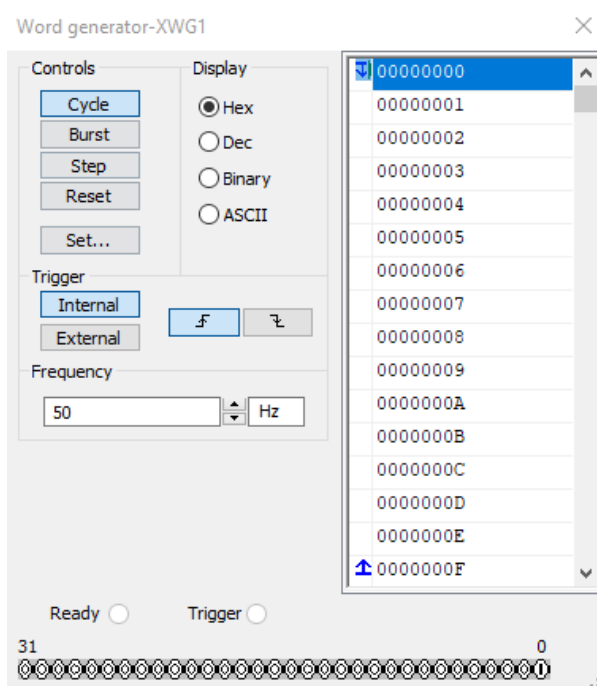 Word generator-XWG1
Controls
Cycle
Burst
Step
Reset
Set...
Display
Hex
Dec
Binary
ASCII
Trigger
Internal
External
Frequency
50
Hz
Ready
Trigger
31
0
00000000
00000001
00000002
00000003
00000004
00000005
00000006
00000007
00000008
00000009
0000000A
0000000B
0000000C
0000000D
0000000E
0000000F